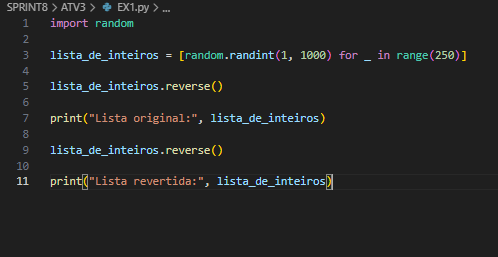 SPRINT8 > ATV3 > EX1.py > ...
1 import random
2
3 lista_de_inteiros = [random.randint(1, 1000) for _ in range(250)]
4
5 lista_de_inteiros.reverse()
6
7 print("Lista original:", lista_de_inteiros)
8
9 lista_de_inteiros.reverse()
10
11 print("Lista revertida:", lista_de_inteiros)